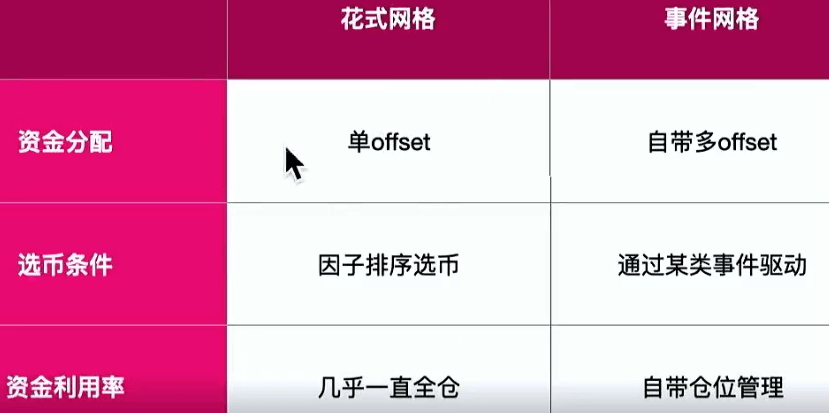 花式网格 事件网格
资金分配 单offset 自带多offset
选币条件 因子排序选币 通过某类事件驱动
资金利用率 几乎一直全仓 自带仓位管理